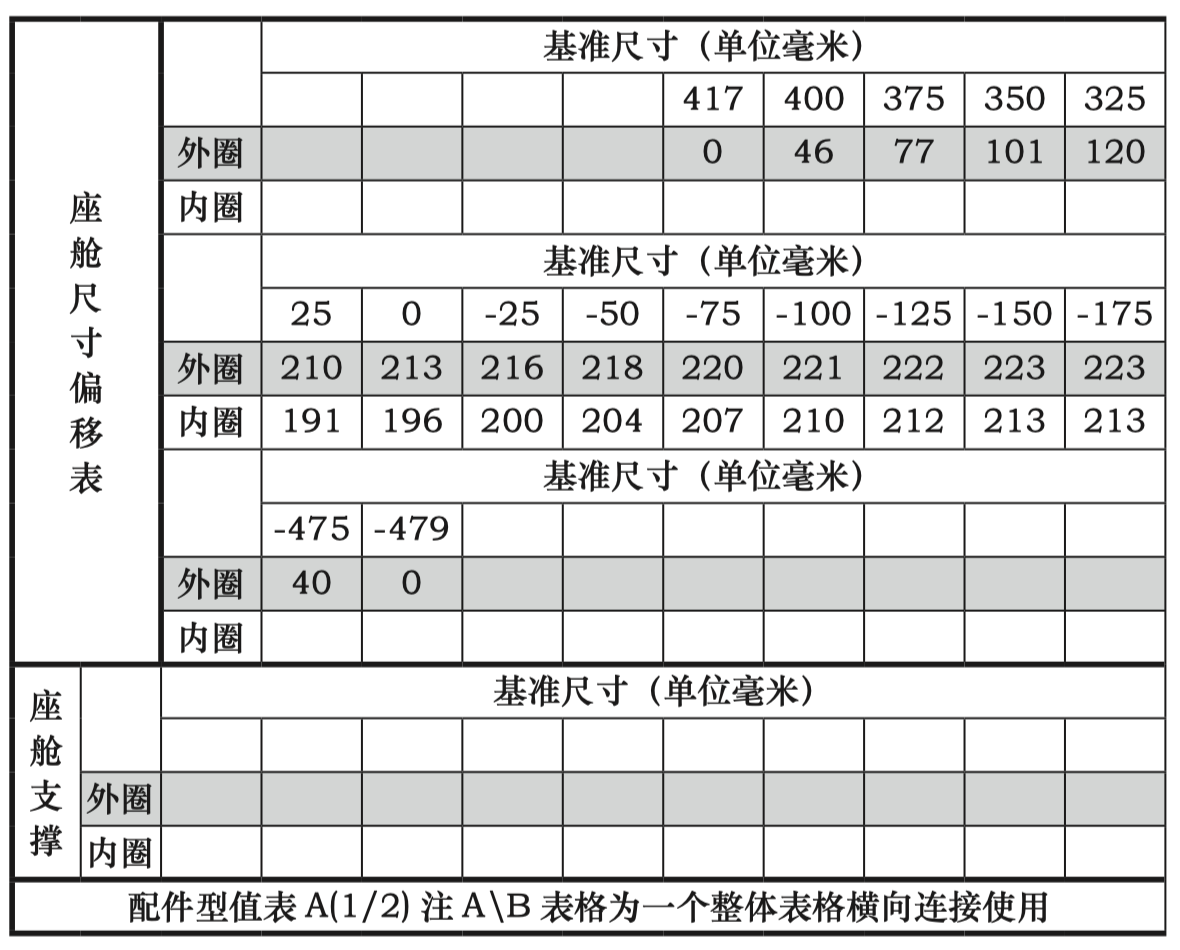 座舱尺寸偏移表
基准尺寸（单位毫米）
417 400 375 350 325
外圈 0 46 77 101 120
内圈
基准尺寸（单位毫米）
25 0 -25 -50 -75 -100 -125 -150 -175
外圈 210 213 216 218 220 221 222 223 223
内圈 191 196 200 204 207 210 212 213 213
基准尺寸（单位毫米）
-475 -479
外圈 40 0
内圈
座舱支撑
基准尺寸（单位毫米）
外圈
内圈
配件型值表 A(1/2) 注 A\B 表格为一个整体表格横向连接使用